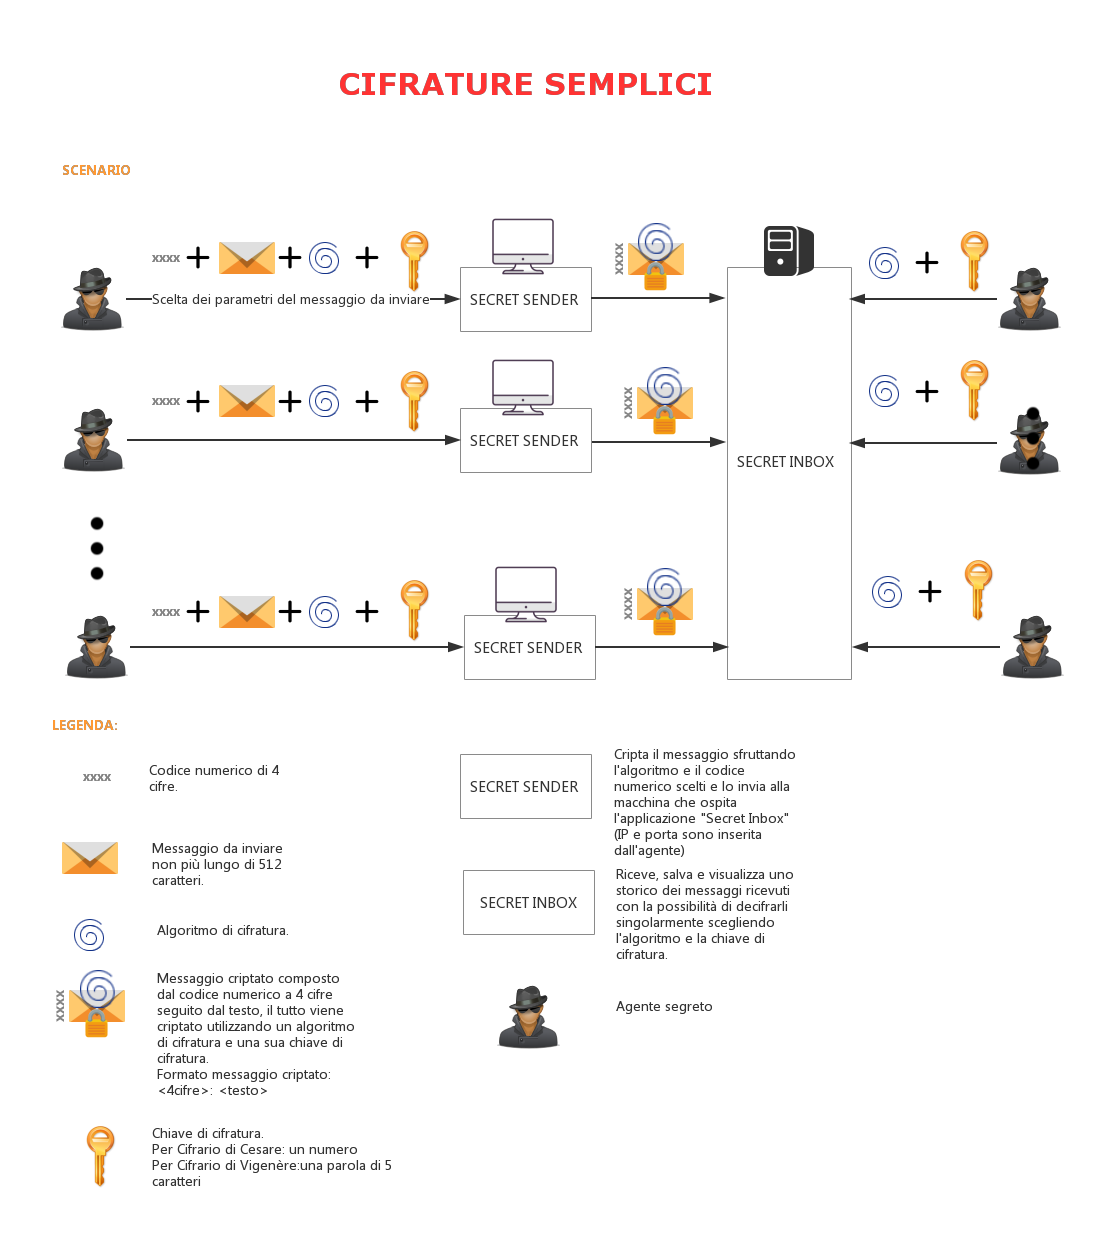 CIFRATURE SEMPLICI
SCENARIO
xxxx
xxxx
Scelta dei parametri del messaggio da inviare
SECRET SENDER
xxxx
xxxx
SECRET SENDER
SECRET INBOX
xxxx
xxxx
SECRET SENDER
LEGENDA:
xxxx
Codice numerico di 4
cifre.
Messaggio da inviare
non più lungo di 512
caratteri.
Algoritmo di cifratura.
xxxx
Messaggio criptato composto
dal codice numerico a 4 cifre
seguito dal testo, il tutto viene
criptato utilizzando un algoritmo
di cifratura e una sua chiave di
cifratura.
Formato messaggio criptato:
<4cifre>: <testo>
Chiave di cifratura.
Per Cifrario di Cesare: un numero
Per Cifrario di Vigenère:una parola di 5
caratteri
SECRET SENDER
Cripta il messaggio sfruttando
l'algoritmo e il codice
numerico scelti e lo invia alla
macchina che ospita
l'applicazione "Secret Inbox"
(IP e porta sono inserita
dall'agente)
SECRET INBOX
Riceve, salva e visualizza uno
storico dei messaggi ricevuti
con la possibilità di decifrarli
singolarmente scegliendo
l'algoritmo e la chiave di
cifratura.
Agente segreto